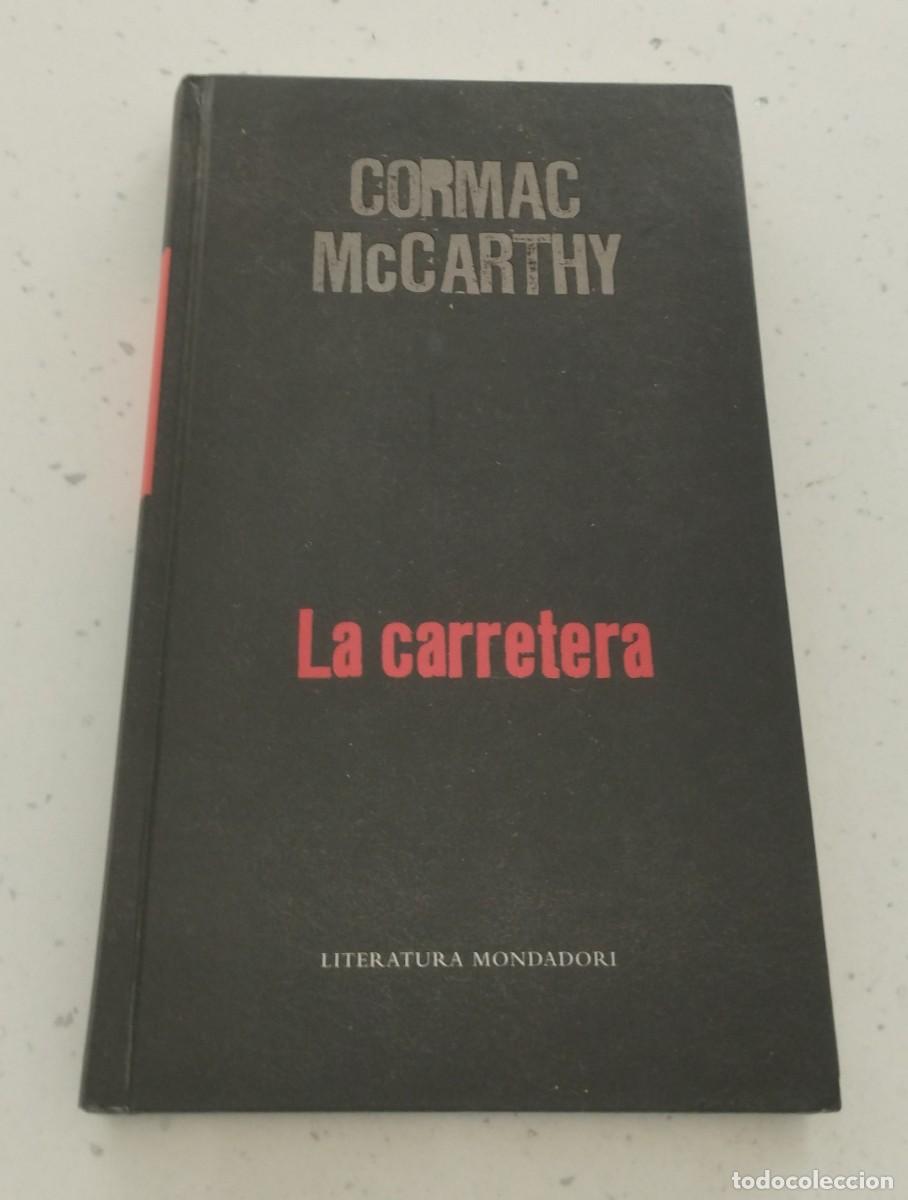 CORMAC
McCARTHY
La carretera
LITERATURA MONDADORI
todocoleccion